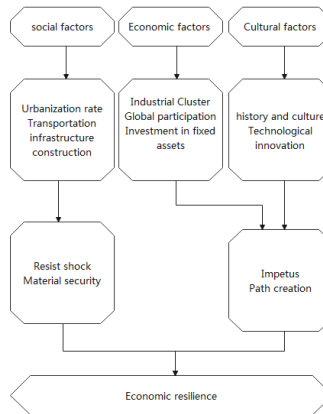 social factors
Economic factors
Cultural factors
Urbanization rate
Transportation
infrastructure
construction
Industrial Cluster
Global participation
Investment in fixed
assets
history and culture
Technological
innovation
Resist shock
Material security
Impetus
Path creation
Economic resilience